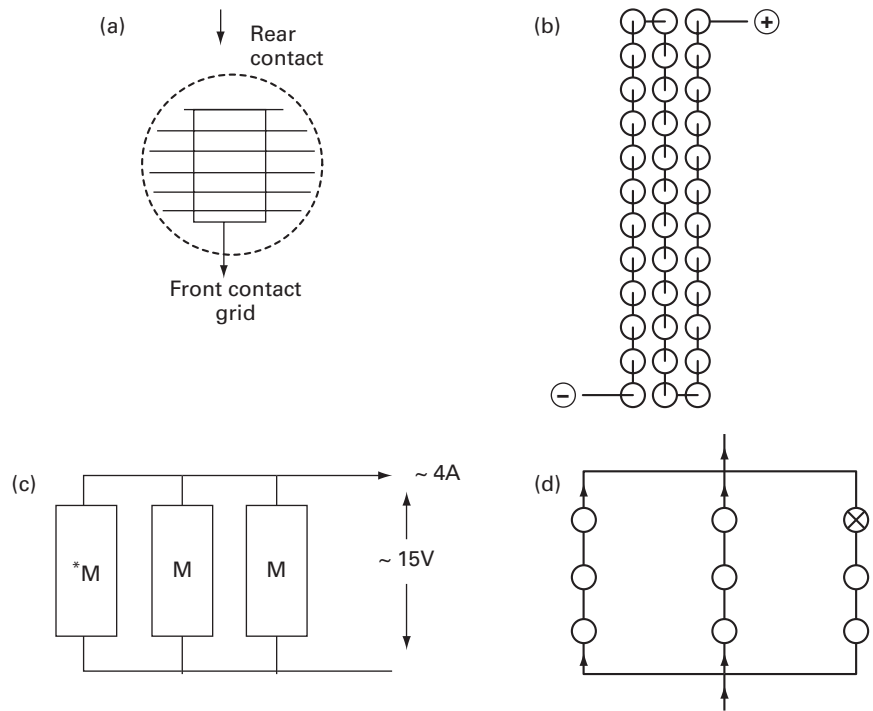 (a)
Rear
contact
Front contact
grid
(b)
+
−
(c)
*M
M
M
~ 4A
~ 15V
(d)